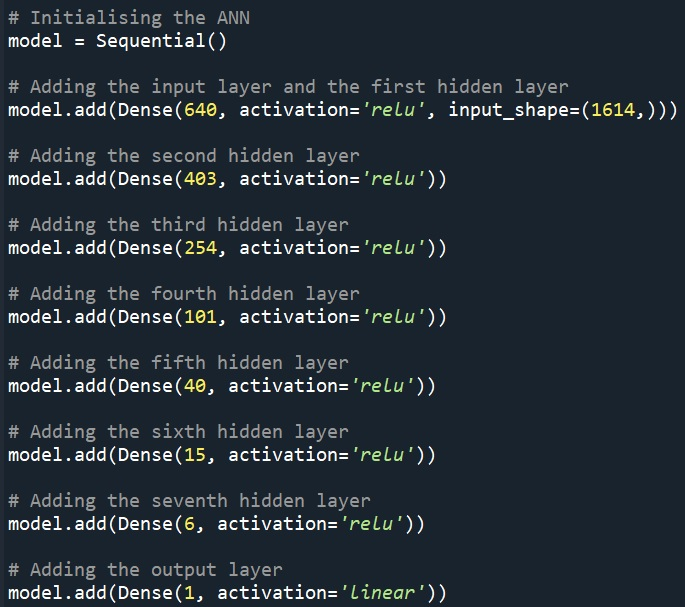 # Initialising the ANN
model = Sequential()
# Adding the input layer and the first hidden layer
model.add(Dense(640, activation='relu', input_shape=(1614,)))
# Adding the second hidden layer
model.add(Dense(403, activation='relu'))
# Adding the third hidden layer
model.add(Dense(254, activation='relu'))
# Adding the fourth hidden layer
model.add(Dense(101, activation='relu'))
# Adding the fifth hidden layer
model.add(Dense(40, activation='relu'))
# Adding the sixth hidden layer
model.add(Dense(15, activation='relu'))
# Adding the seventh hidden layer
model.add(Dense(6, activation='relu'))
# Adding the output layer
model.add(Dense(1, activation='linear'))